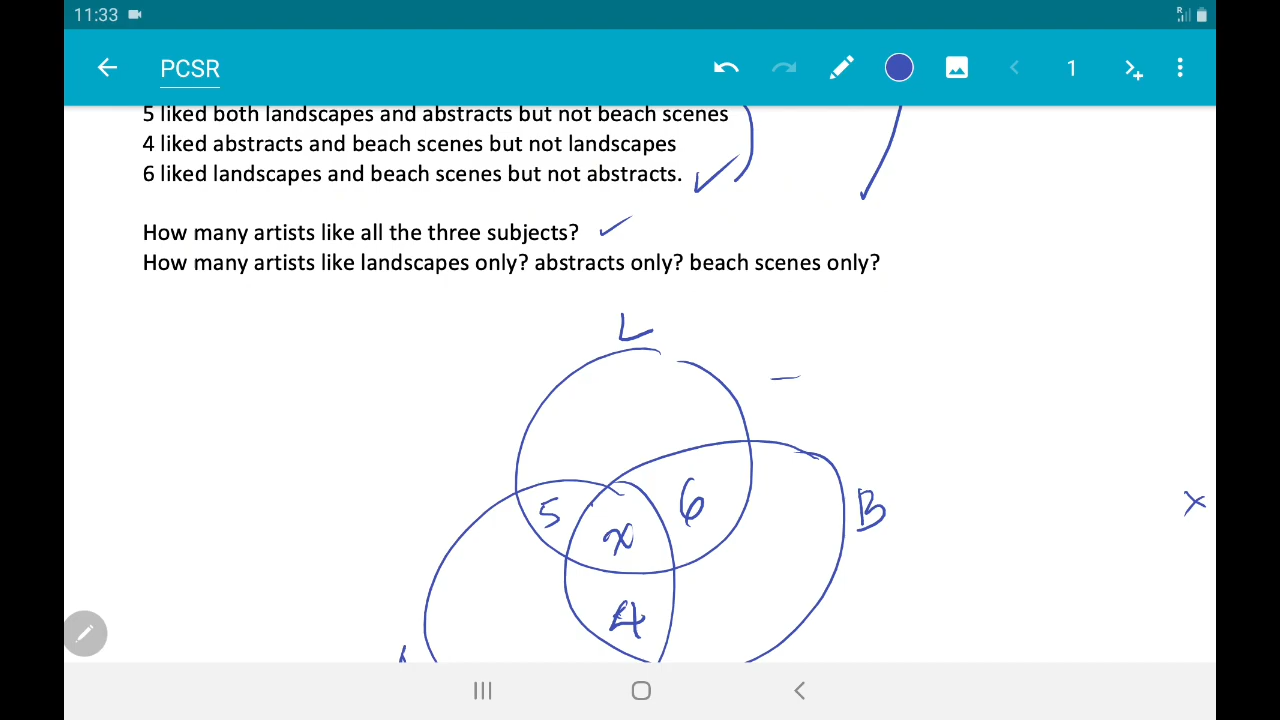 11:33
R
PCSR
1
5 liked both landscapes and abstracts but not beach scenes
4 liked abstracts and beach scenes but not landscapes
6 liked landscapes and beach scenes but not abstracts.
How many artists like all the three subjects?
How many artists like landscapes only? abstracts only? beach scenes only?
L
5
6
B
x
x
4